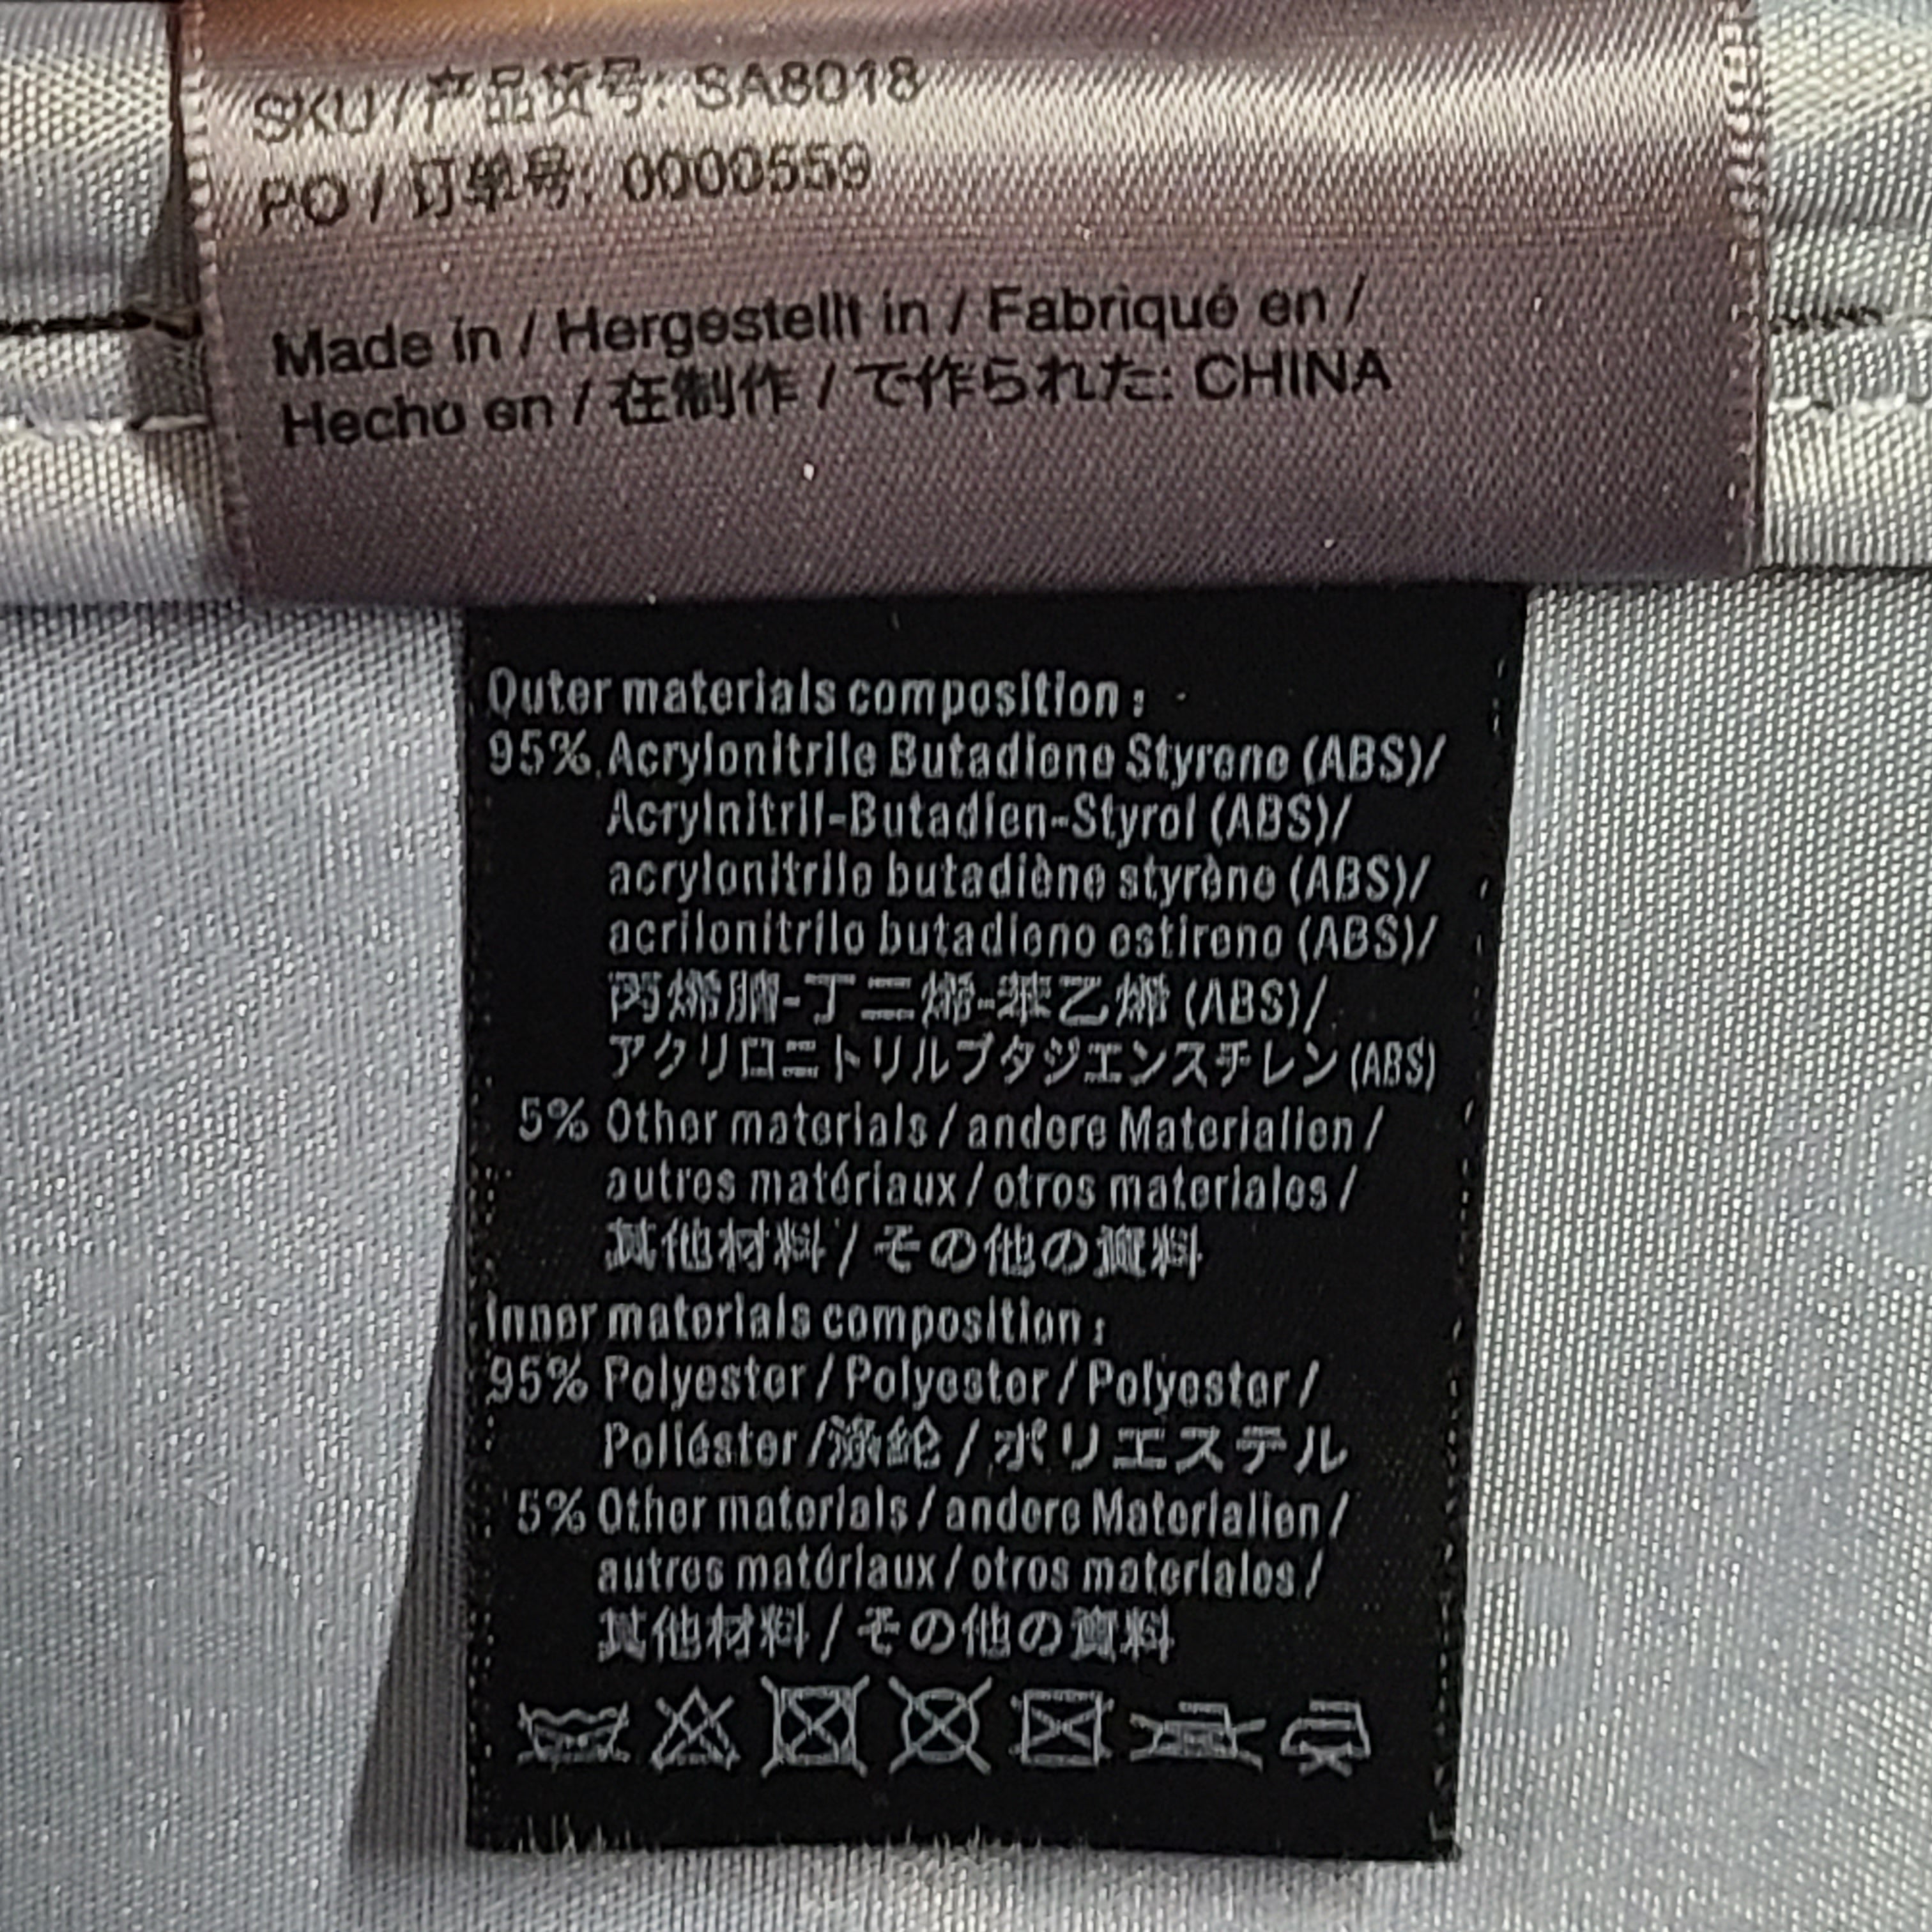 SKU / 产品货号: SA8018
PO / 订单号: 0000559
Made in / Hergestellt in / Fabriqué en /
Hecho en / 在制作 / で作られた: CHINA
Outer materials composition :
95% Acrylonitrile Butadiene Styrene (ABS)/
Acrylnitril-Butadien-Styrol (ABS)/
acrylonitrile butadiène styrène (ABS)/
acrilonitrilo butadieno estireno (ABS)/
丙烯腈-丁二烯-苯乙烯 (ABS)/
アクリロニトリルブタジエンスチレン (ABS)
5% Other materials / andere Materialien /
autres matériaux / otros materiales /
其他材料 / その他の資料
Inner materials composition :
95% Polyester / Polyester / Polyester /
Poliéster /涤纶 / ポリエステル
5% Other materials / andere Materialien /
autres matériaux / otros materiales /
其他材料 / その他の資料